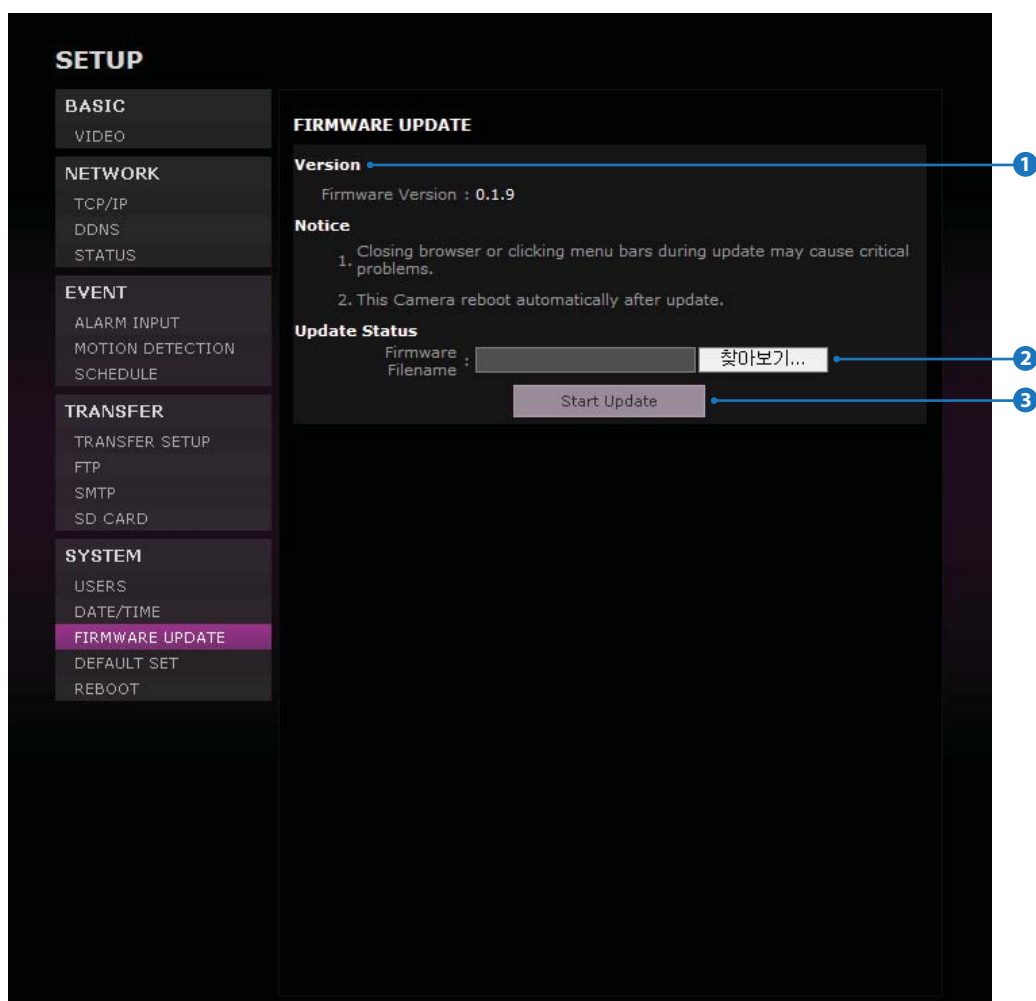 SETUP
BASIC
VIDEO
NETWORK
TCP/IP
DDNS
STATUS
EVENT
ALARM INPUT
MOTION DETECTION
SCHEDULE
TRANSFER
TRANSFER SETUP
FTP
SMTP
SD CARD
SYSTEM
USERS
DATE/TIME
FIRMWARE UPDATE
DEFAULT SET
REBOOT
FIRMWARE UPDATE
Version
1
Firmware Version : 0.1.9
Notice
1. Closing browser or clicking menu bars during update may cause critical
problems.
2. This Camera reboot automatically after update.
Update Status
Firmware
Filename :
찾아보기...
2
Start Update
3